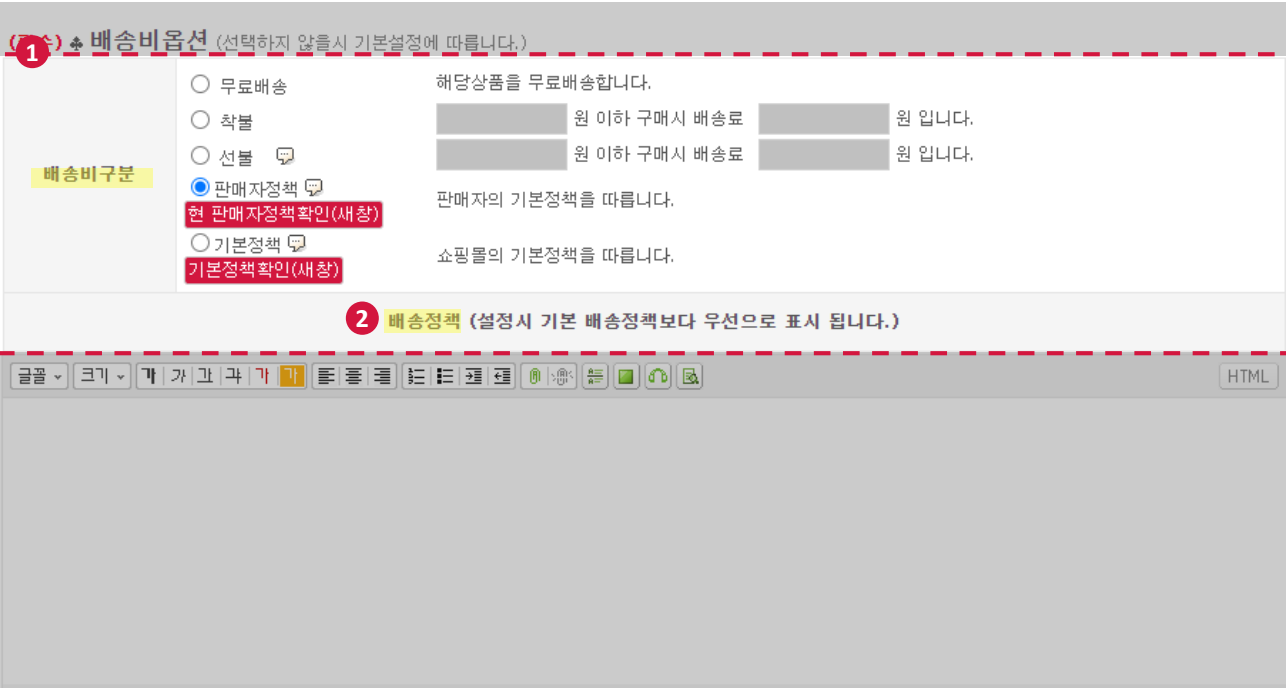 ♣ 배송비옵션 (선택하지 않을시 기본설정에 따릅니다.)
1
배송비구분
무료배송 해당상품을 무료배송합니다.
착불 원 이하 구매시 배송료 원 입니다.
선불 원 이하 구매시 배송료 원 입니다.
판매자정책 판매자의 기본정책을 따릅니다.
현 판매자정책확인(새창)
기본정책 쇼핑몰의 기본정책을 따릅니다.
기본정책확인(새창)
2 배송정책 (설정시 기본 배송정책보다 우선으로 표시 됩니다.)
글꼴 크기 가 가 가 가 가 가 HTML